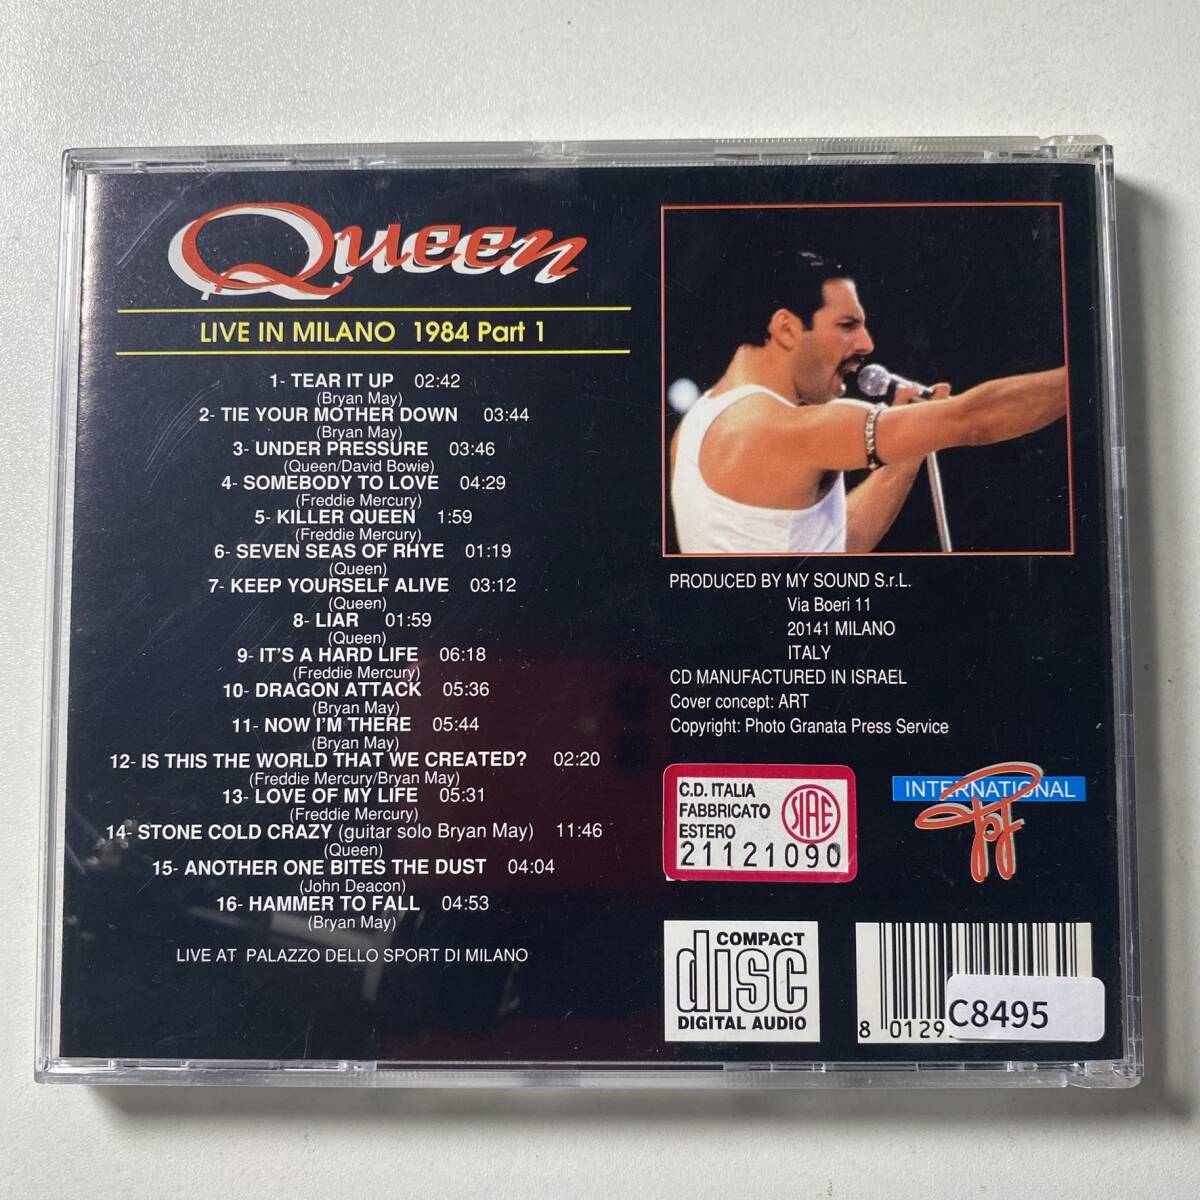 Queen
LIVE IN MILANO 1984 Part 1
1- TEAR IT UP 02:42
(Bryan May)
2- TIE YOUR MOTHER DOWN 03:44
(Bryan May)
3- UNDER PRESSURE 03:46
(Queen/David Bowie)
4- SOMEBODY TO LOVE 04:29
(Freddie Mercury)
5- KILLER QUEEN 1:59
(Freddie Mercury)
6- SEVEN SEAS OF RHYE 01:19
(Queen)
7- KEEP YOURSELF ALIVE 03:12
(Queen)
8- LIAR 01:59
(Queen)
9- IT'S A HARD LIFE 06:18
(Freddie Mercury)
10- DRAGON ATTACK 05:36
(Bryan May)
11- NOW I'M THERE 05:44
(Bryan May)
12- IS THIS THE WORLD THAT WE CREATED? 02:20
(Freddie Mercury/Bryan May)
13- LOVE OF MY LIFE 05:31
(Freddie Mercury)
14- STONE COLD CRAZY (guitar solo Bryan May) 11:46
(Queen)
15- ANOTHER ONE BITES THE DUST 04:04
(John Deacon)
16- HAMMER TO FALL 04:53
(Bryan May)
LIVE AT PALAZZO DELLO SPORT DI MILANO
PRODUCED BY MY SOUND S.r.L.
Via Boeri 11
20141 MILANO
ITALY
CD MANUFACTURED IN ISRAEL
Cover concept: ART
Copyright: Photo Granata Press Service
C.D. ITALIA
FABBRICATO
ESTERO
SIAE
21121090
INTERNATIONAL
COMPACT
disc
DIGITAL AUDIO
8 0129
C8495